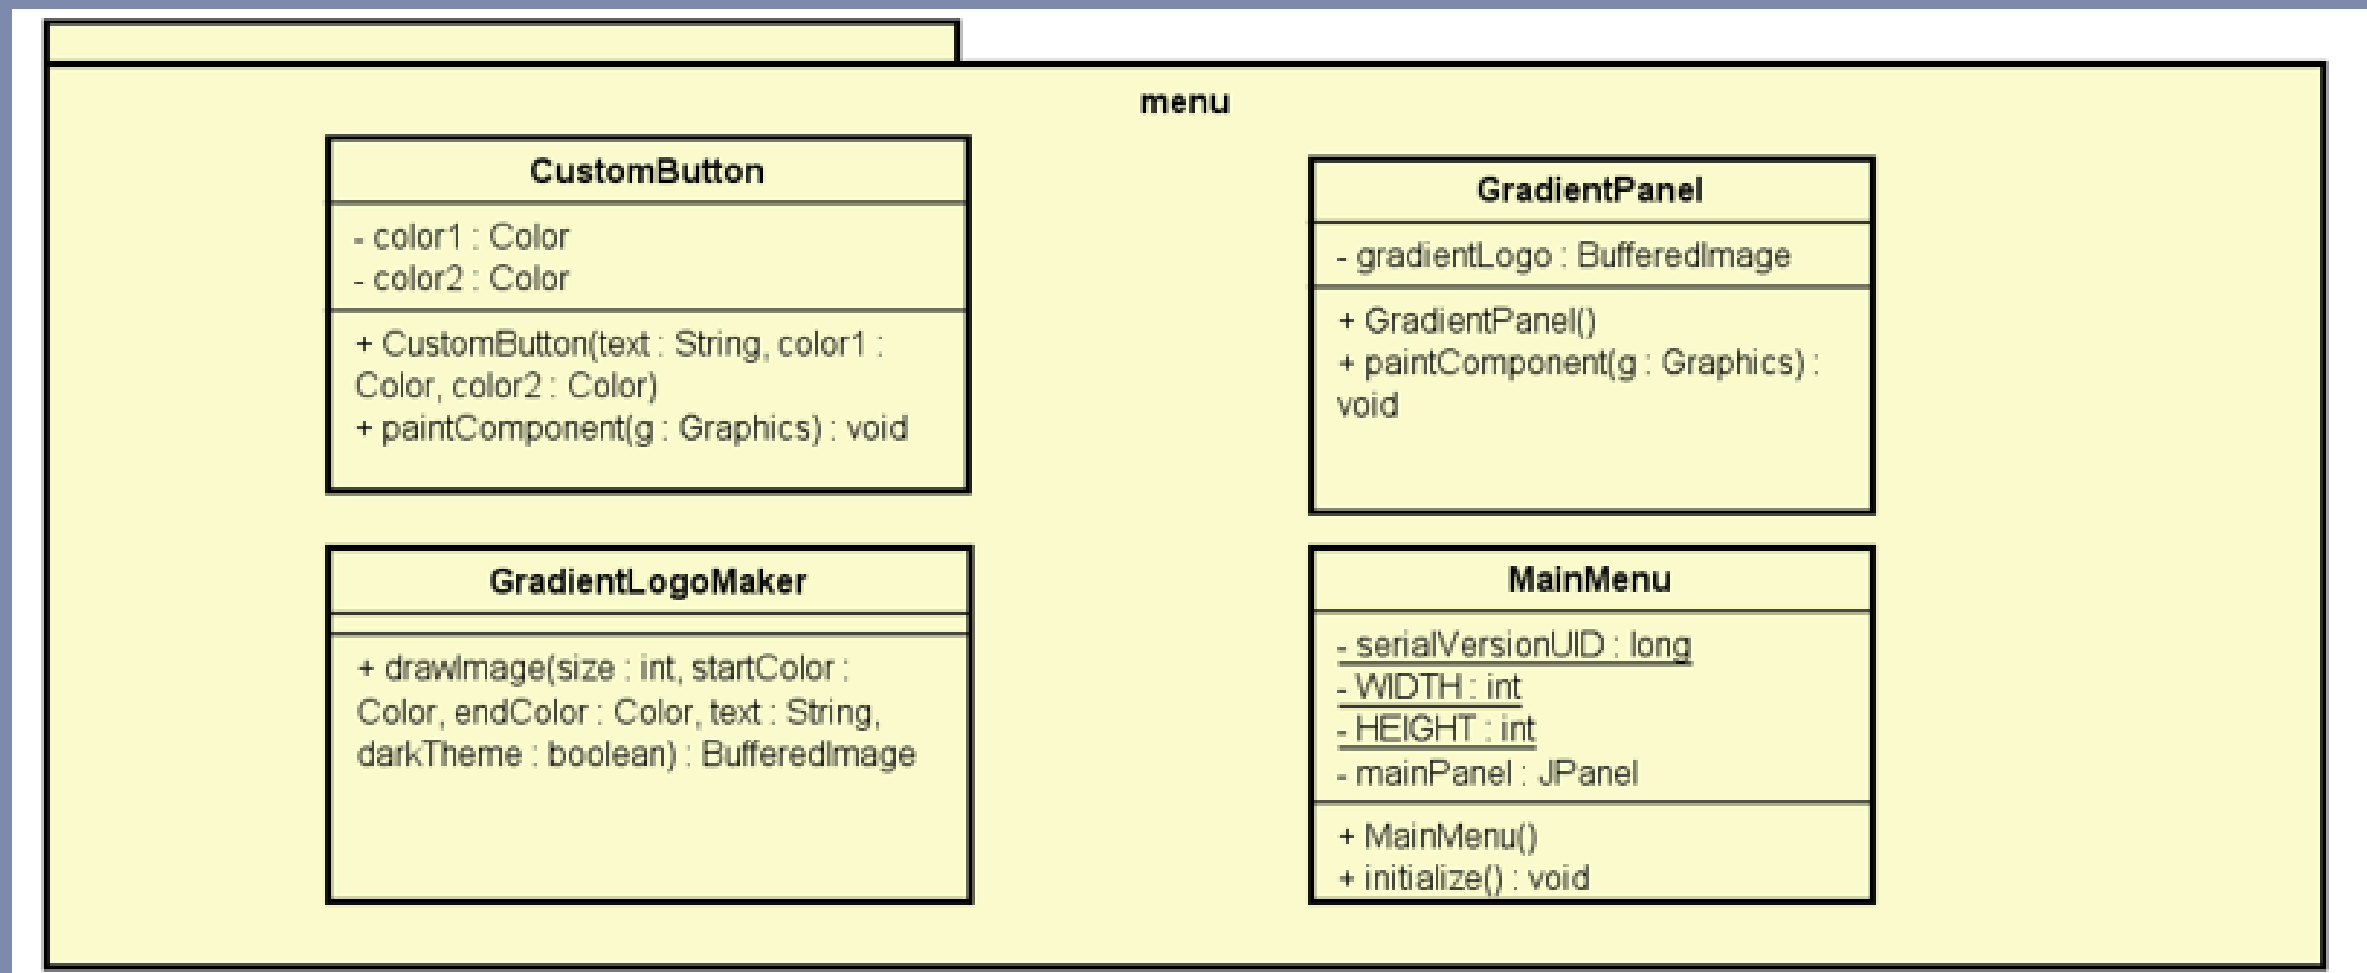 menu
CustomButton
- color1 : Color
- color2 : Color
+ CustomButton(text : String, color1 :
Color, color2 : Color)
+ paintComponent(g : Graphics) : void
GradientPanel
- gradientLogo : BufferedImage
+ GradientPanel()
+ paintComponent(g : Graphics) :
void
GradientLogoMaker
+ drawImage(size : int, startColor :
Color, endColor : Color, text : String,
darkTheme : boolean) : BufferedImage
MainMenu
- serialVersionUID : long
- WIDTH : int
- HEIGHT : int
- mainPanel : JPanel
+ MainMenu()
+ initialize() : void